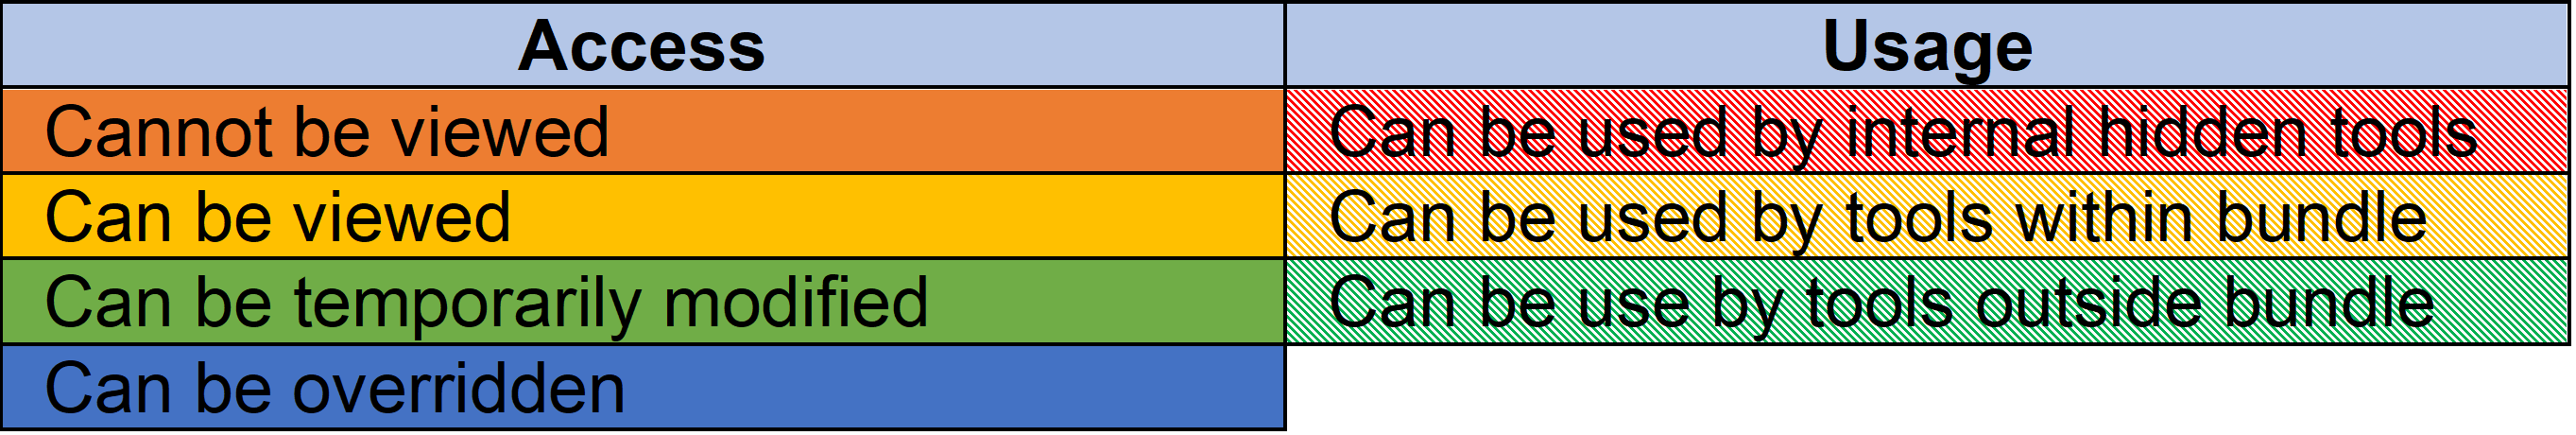 Access
Usage
Cannot be viewed
Can be used by internal hidden tools
Can be viewed
Can be used by tools within bundle
Can be temporarily modified
Can be use by tools outside bundle
Can be overridden